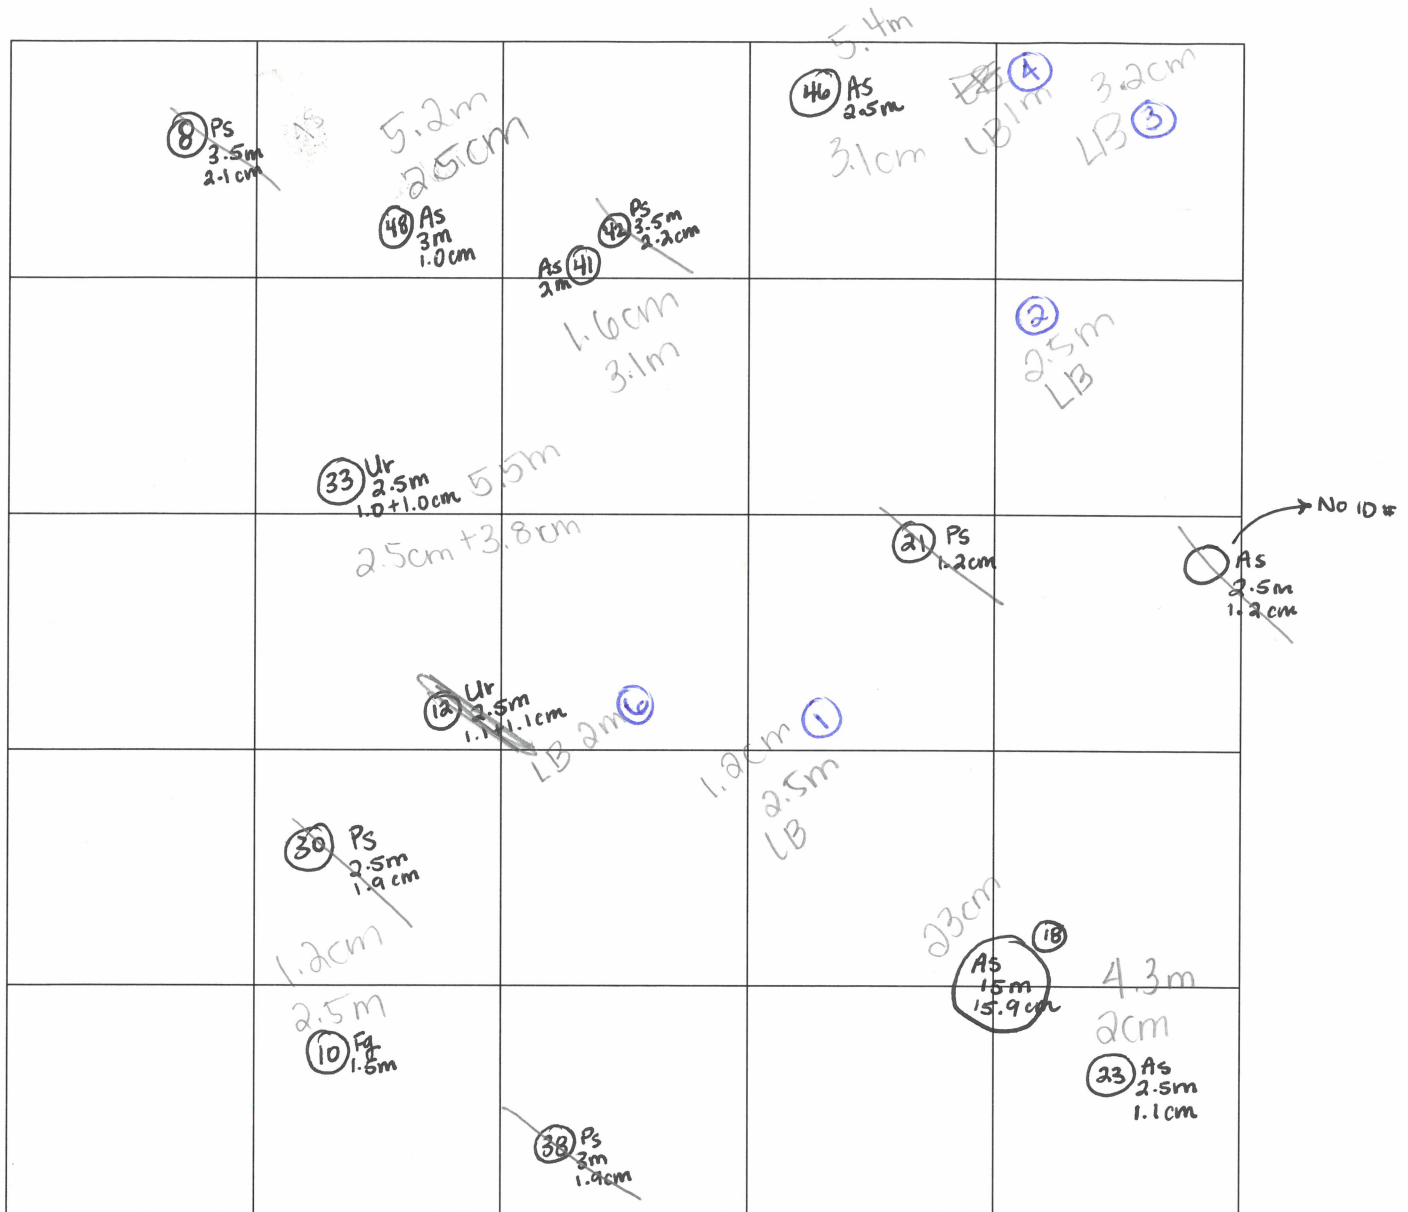 5.4m
8 Ps
3.5m
2.1cm
As
5.2m
2.5cm
48 As
3m
1.0cm
42 Ps
3.5m
2.2cm
As 41
2m
1.6cm
3.1m
46 As
2.5m
3.1cm
4
LB 1m
3.2cm
LB 3
2
2.5m
LB
33 Ur
2.5m
1.0+1.0cm
5.5m
2.5cm+3.8cm
21 Ps
1.2cm
No ID #
As
2.5m
1.2cm
12 Ur
2.5m
1.1+1.1cm
LB 2m 6
1
1.2cm
2.5m
LB
30 Ps
2.5m
1.9cm
1.2cm
2.5m
10 Fg
1.5m
38 Ps
3m
1.9cm
23cm
18
As
15m
15.9cm
4.3m
2cm
23 As
2.5m
1.1cm